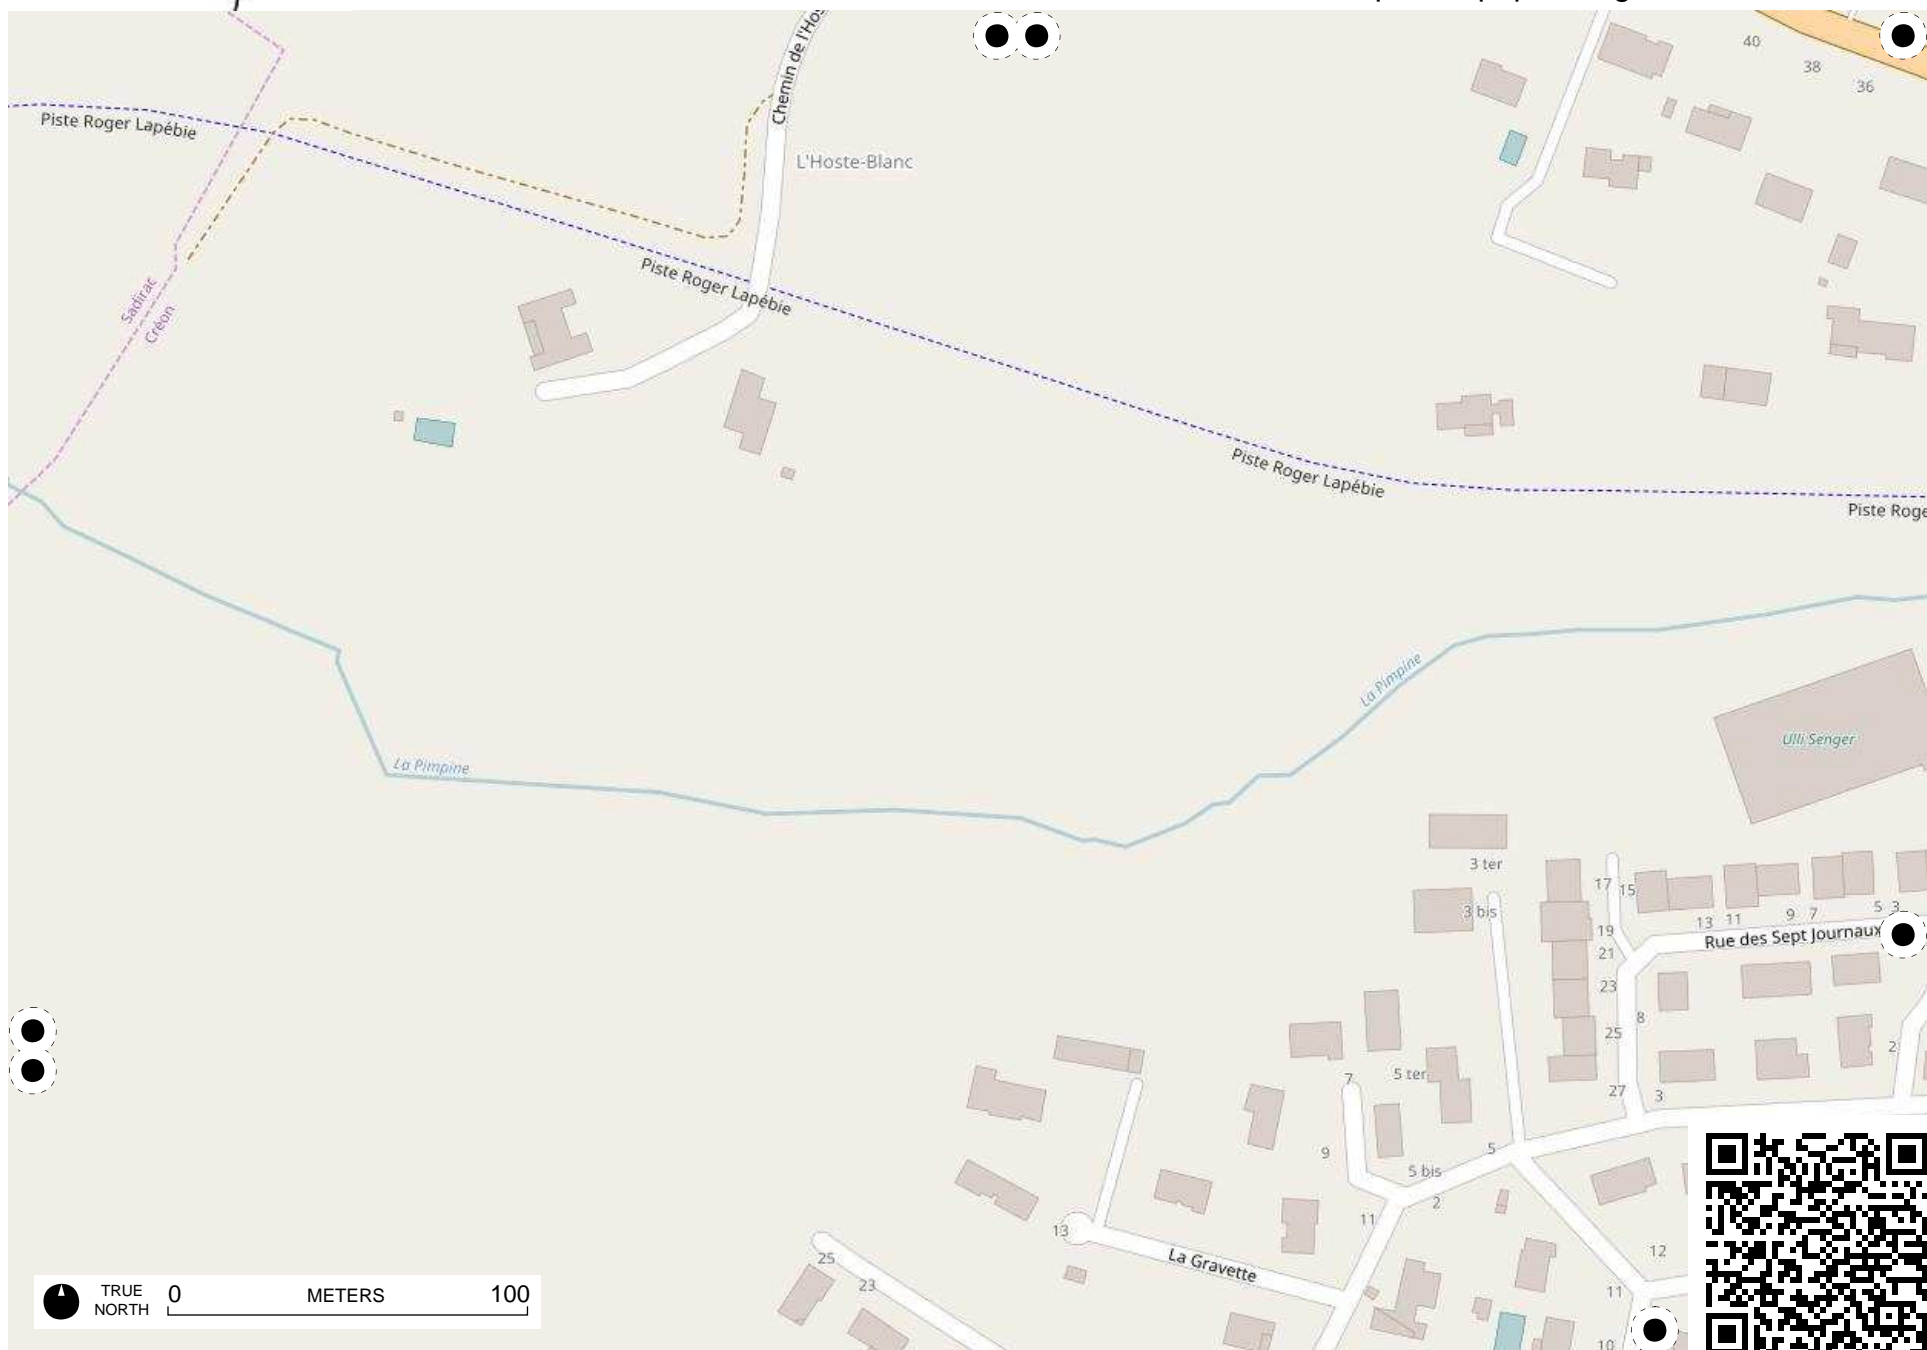 40
38
36
Chemin de l'Hos
Piste Roger Lapébie
L'Hoste-Blanc
Piste Roger Lapébie
Sadirac
Créon
Piste Roger Lapébie
Piste Roge
La Pimpine
La Pimpine
Ulli Senger
3 ter
3 bis
17
15
13
11
9
7
5
3
19
Rue des Sept Journaux
21
23
8
25
2
7
5 ter
27
3
5
9
5 bis
2
11
13
La Gravette
12
25
23
11
10
TRUE
NORTH
0
METERS
100